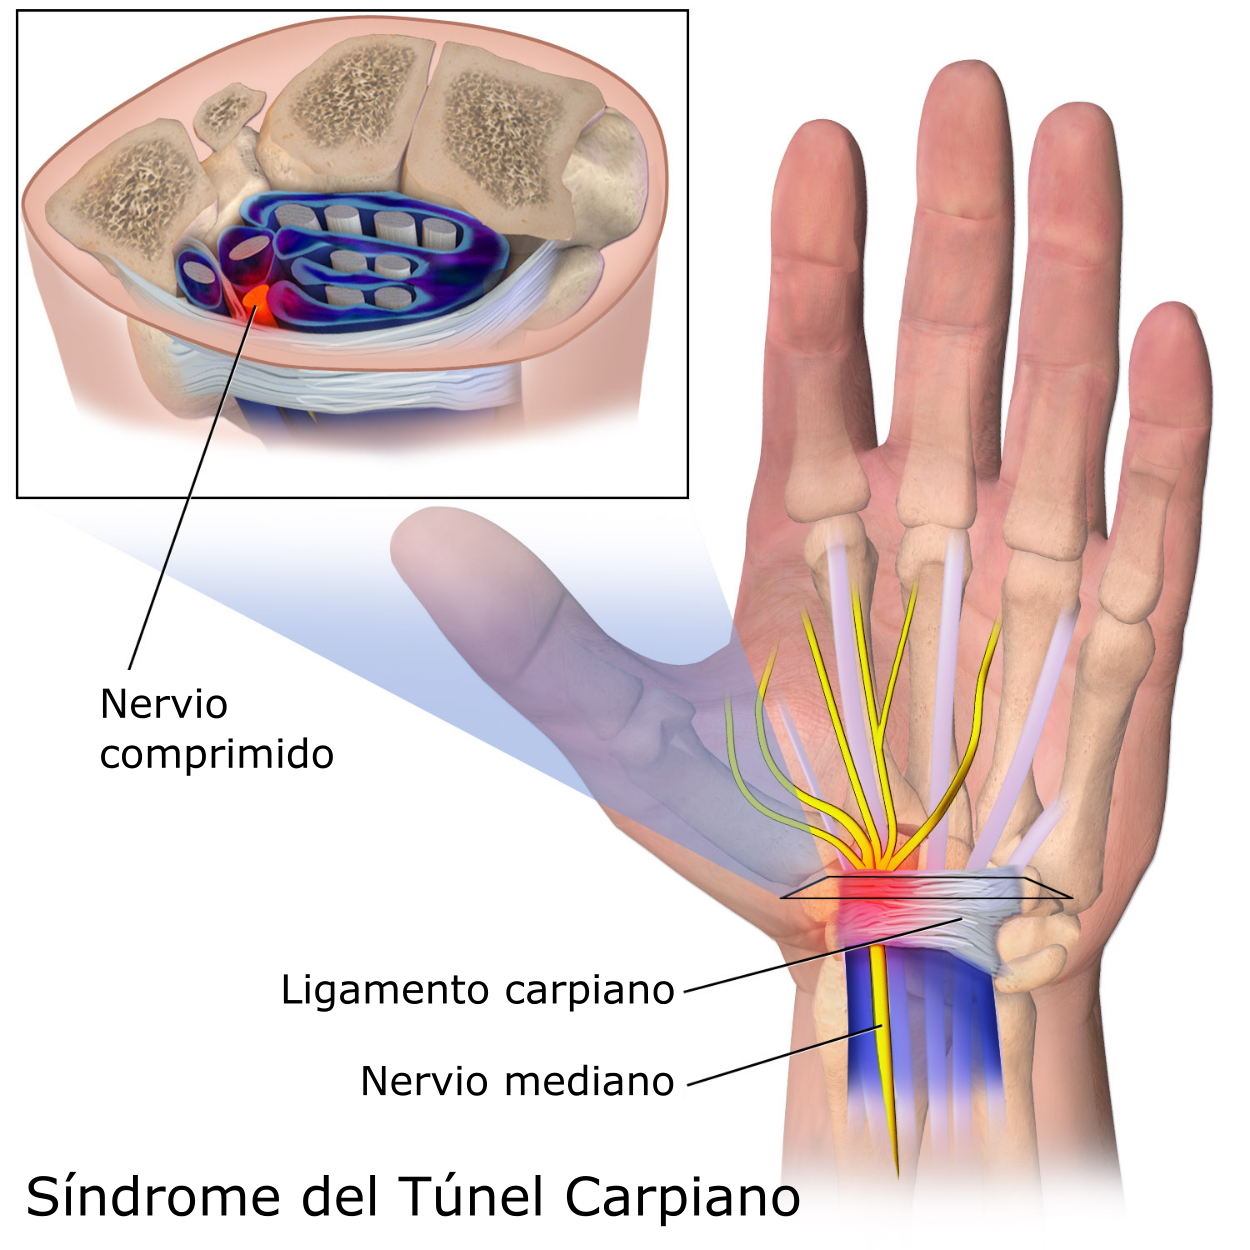 Nervio
comprimido
Ligamento carpiano
Nervio mediano
Síndrome del Túnel Carpiano